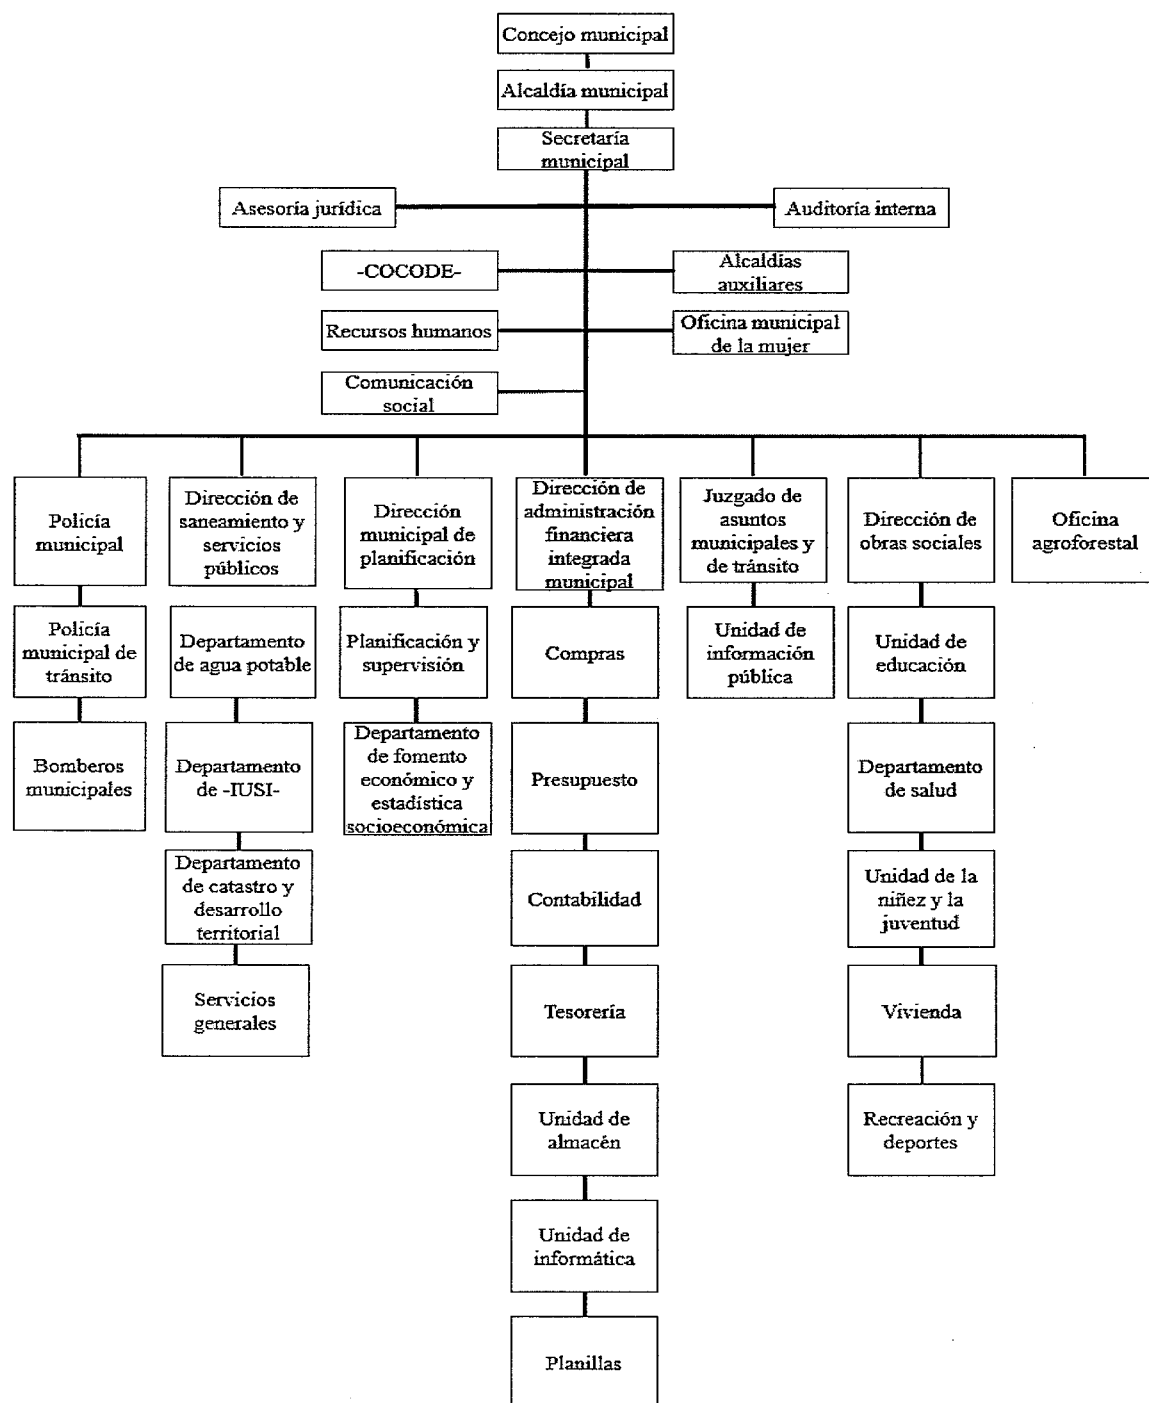 Concejo municipal
Alcaldía municipal
Secretaría
municipal
Asesoría jurídica
Auditoría interna
-COCODE-
Alcaldías
auxiliares
Recursos humanos
Oficina municipal
de la mujer
Comunicación
social
Policía
municipal
Dirección de
saneamiento y
servicios
públicos
Dirección
municipal de
planificación
Dirección de
administración
financiera
integrada
municipal
Juzgado de
asuntos
municipales y
de tránsito
Dirección de
obras sociales
Oficina
agroforestal
Policía
municipal de
tránsito
Departamento
de agua potable
Planificación y
supervisión
Compras
Unidad de
información
pública
Unidad de
educación
Bomberos
municipales
Departamento
de -IUSI-
Departamento
de fomento
económico y
estadística
socioeconómica
Presupuesto
Departamento
de salud
Departamento
de catastro y
desarrollo
territorial
Contabilidad
Unidad de la
niñez y la
juventud
Servicios
generales
Tesorería
Vivienda
Unidad de
almacén
Recreación y
deportes
Unidad de
informática
Planillas